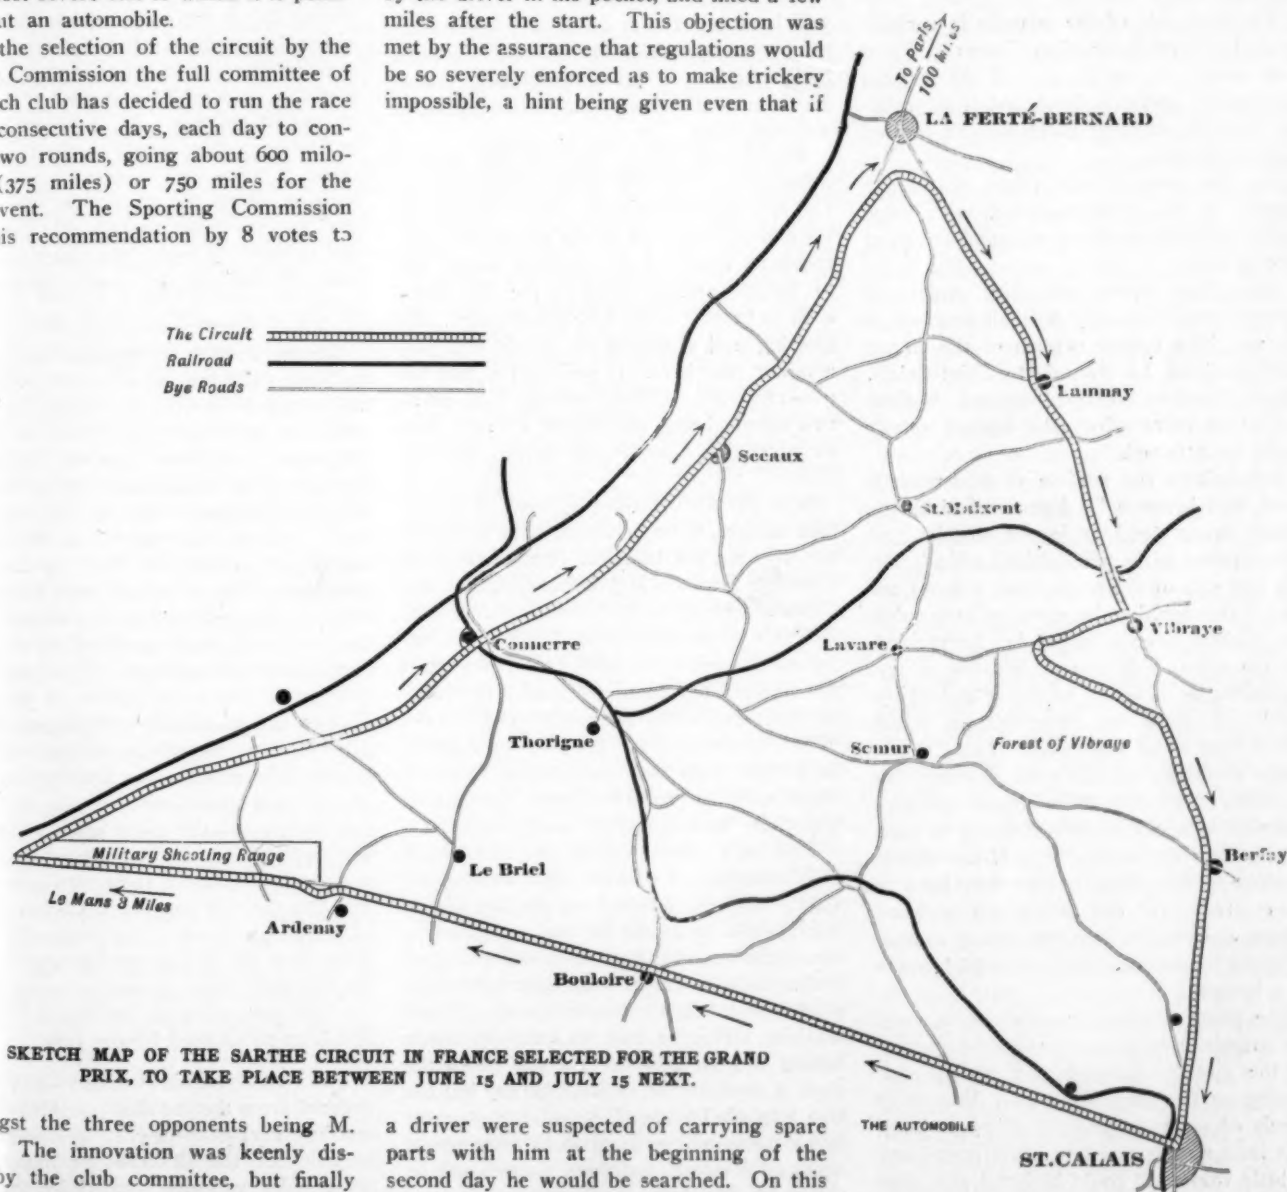 ut an automobile.
the selection of the circuit by the
Commission the full committee of
ch club has decided to run the race
consecutive days, each day to con-
wo rounds, going about 600 milo-
(375 miles) or 750 miles for the
vent. The Sporting Commission
is recommendation by 8 votes to
miles after the start. This objection was
met by the assurance that regulations would
be so severely enforced as to make trickery
impossible, a hint being given even that if
To Paris
100 kils
LA FERTÉ-BERNARD
The Circuit
Railroad
Bye Roads
Lamnay
Sceaux
St. Maixent
Connerre
Lavare
Vibraye
Thorigne
Semur
Forest of Vibraye
Military Shooting Range
Le Briel
Berfay
Le Mans 3 Miles
Ardenay
Bouloire
SKETCH MAP OF THE SARTHE CIRCUIT IN FRANCE SELECTED FOR THE GRAND
PRIX, TO TAKE PLACE BETWEEN JUNE 15 AND JULY 15 NEXT.
THE AUTOMOBILE
ST. CALAIS
gst the three opponents being M.
The innovation was keenly dis-
by the club committee, but finally
a driver were suspected of carrying spare
parts with him at the beginning of the
second day he would be searched. On this